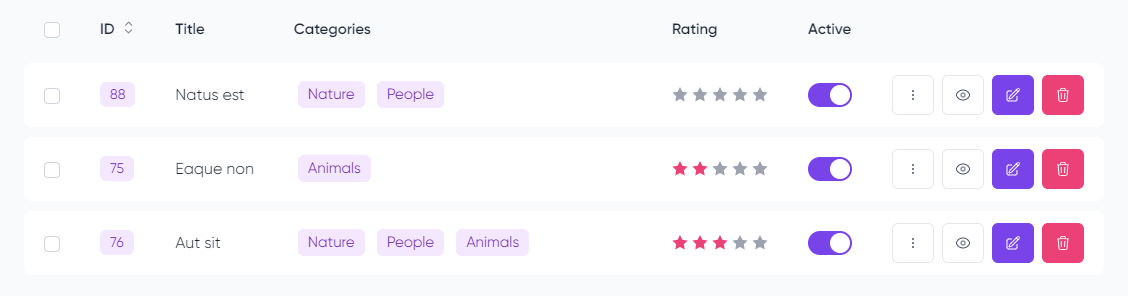 ID Title Categories Rating Active
88 Natus est Nature People
75 Eaque non Animals
76 Aut sit Nature People Animals